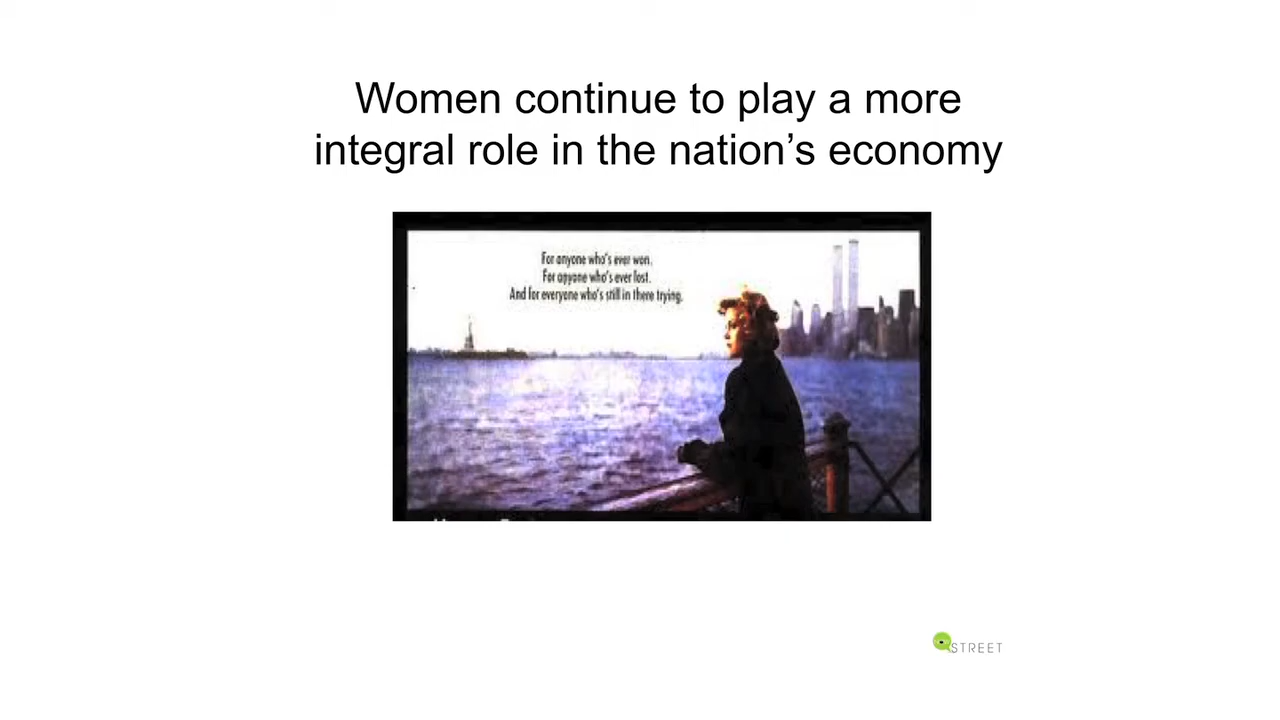 Women continue to play a more
integral role in the nation’s economy
For anyone who's ever won.
For anyone who's ever lost.
And for everyone who's still in there trying.
STREET